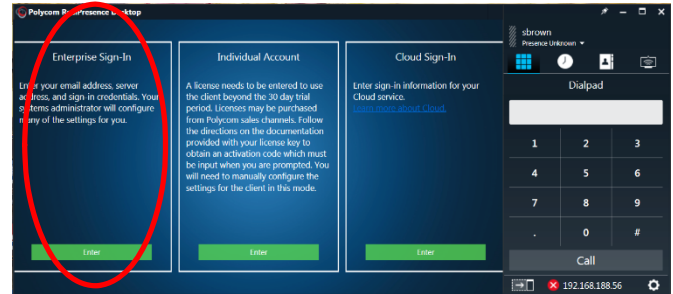 Polycom RealPresence Desktop
Enterprise Sign-In
Enter your email address, server
address, and sign-in credentials. Your
systems administrator will configure
many of the settings for you.
Enter
Individual Account
A license needs to be entered to use
the client beyond the 30 day trial
period. Licenses may be purchased
from Polycom sales channels. Follow
the directions on the documentation
provided with your license key to
obtain an activation code which must
be input when you are prompted. You
will need to manually configure the
settings for the client in this mode.
Enter
Cloud Sign-In
Enter sign-in information for your
Cloud service.
Learn more about Cloud.
Enter
sbrown
Presence Unknown
Dialpad
1 2 3
4 5 6
7 8 9
. 0 #
Call
192.168.188.56